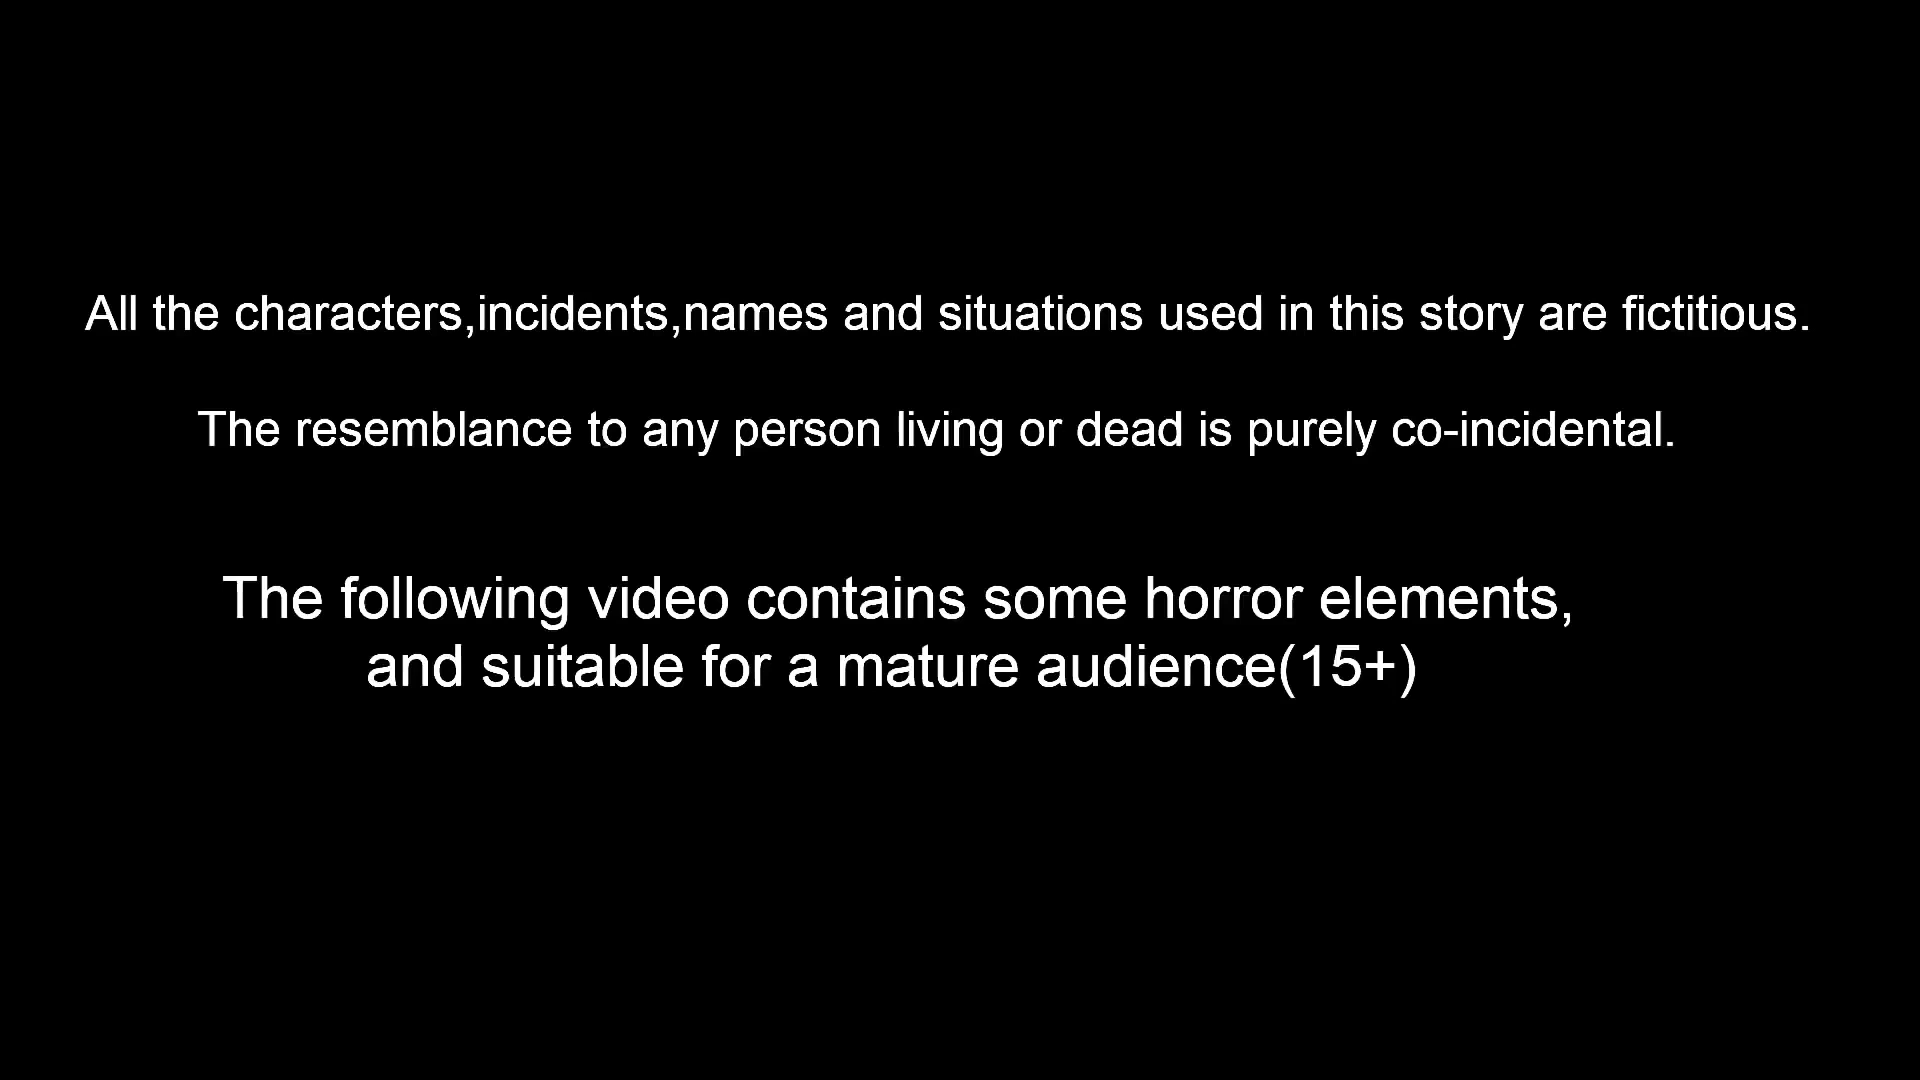 All the characters,incidents,names and situations used in this story are fictitious.
The resemblance to any person living or dead is purely co-incidental.
The following video contains some horror elements,
and suitable for a mature audience(15+)